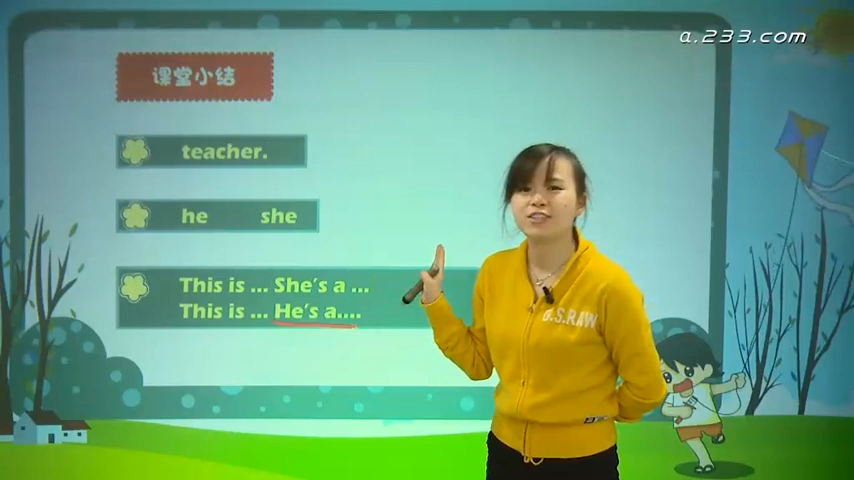 a.233.com
课堂小结
teacher.
he she
This is ... She's a ...
This is ... He's a....
G.S.RAW